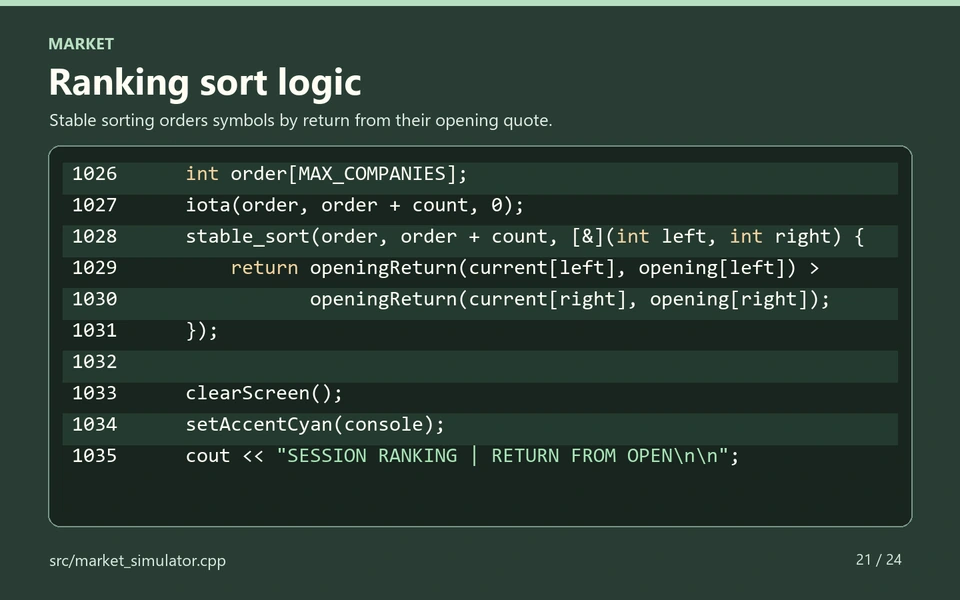 MARKET
Ranking sort logic
Stable sorting orders symbols by return from their opening quote.
1026      int order[MAX_COMPANIES];
1027      iota(order, order + count, 0);
1028      stable_sort(order, order + count, [&](int left, int right) {
1029          return openingReturn(current[left], opening[left]) >
1030                 openingReturn(current[right], opening[right]);
1031      });
1032
1033      clearScreen();
1034      setAccentCyan(console);
1035      cout << "SESSION RANKING | RETURN FROM OPEN\n\n";
src/market_simulator.cpp
21 / 24